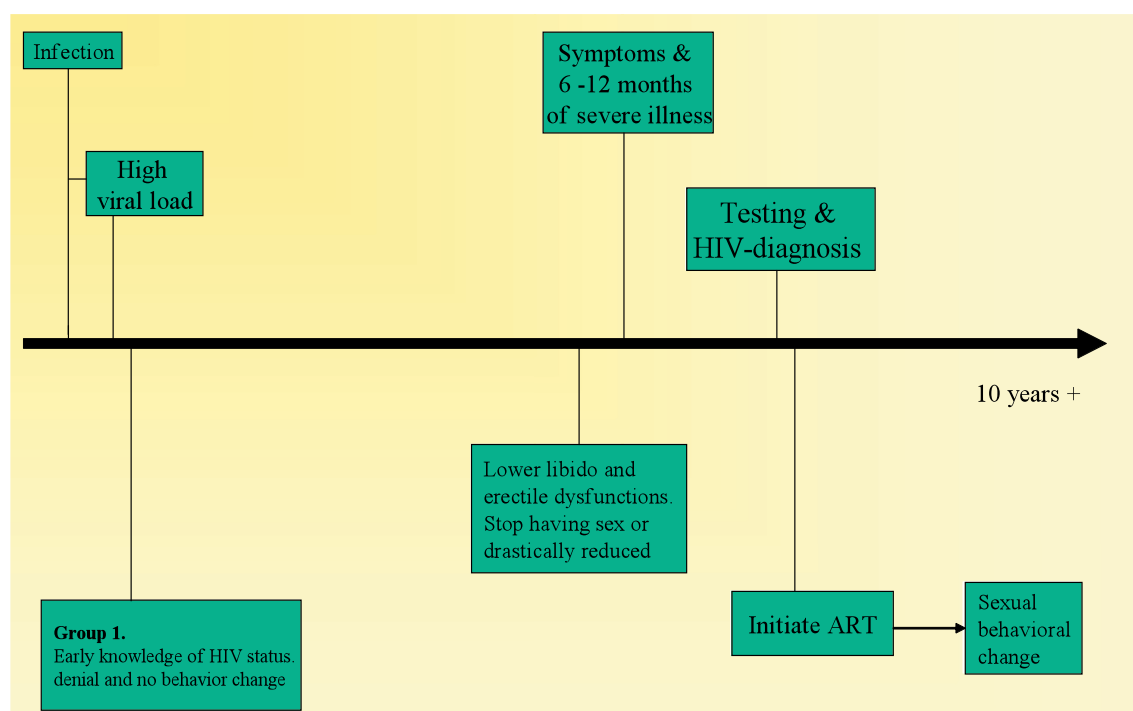 Infection
High
viral load
Symptoms &
6 -12 months
of severe illness
Testing &
HIV-diagnosis
10 years +
Lower libido and
erectile dysfunctions.
Stop having sex or
drastically reduced
Group 1.
Early knowledge of HIV status.
denial and no behavior change
Initiate ART
Sexual
behavioral
change